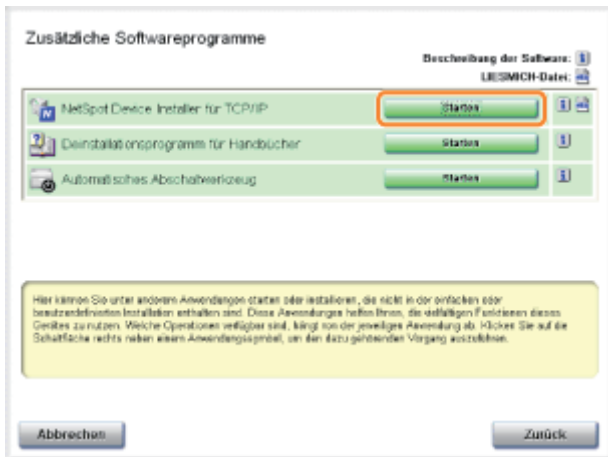 Zusätzliche Softwareprogramme
Beschreibung der Software:
LIESMICH-Datei:
NetSpot Device Installer für TCP/IP
Starten
Deinstallationsprogramm für Handbücher
Starten
Automatisches Abschaltwerkzeug
Starten
Hier können Sie unter anderem Anwendungen starten oder installieren, die nicht in der einfachen oder
benutzerdefinierten Installation enthalten sind. Diese Anwendungen helfen Ihnen, die vielfältigen Funktionen dieses
Gerätes zu nutzen. Welche Operationen verfügbar sind, hängt von der jeweiligen Anwendung ab. Klicken Sie auf die
Schaltfläche rechts neben einem Anwendungssymbol, um den dazu gehörenden Vorgang auszuführen.
Abbrechen
Zurück